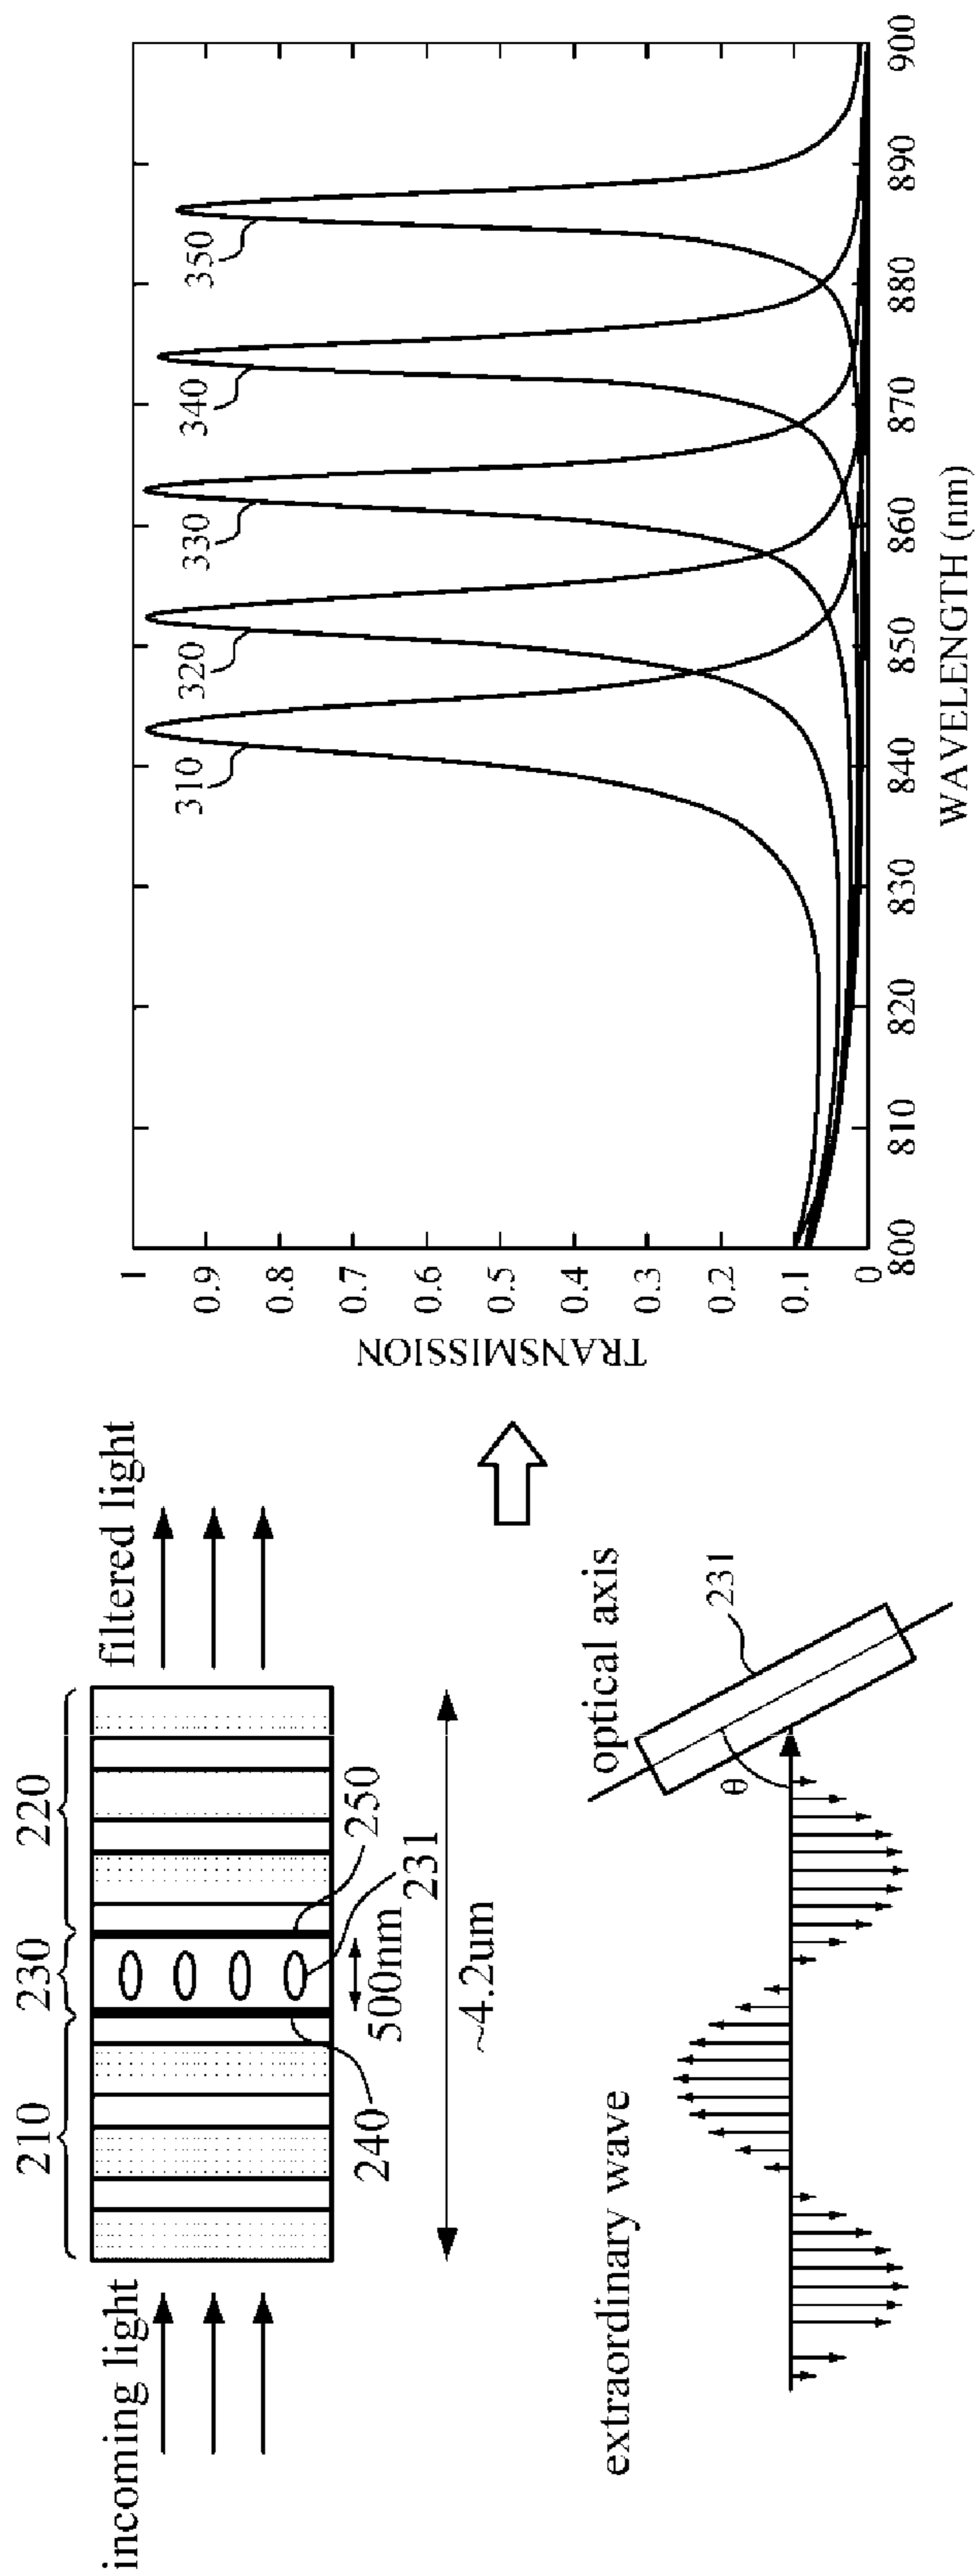 210
230
220
incoming light
filtered light
240
250
231
500nm
~4.2um
extraordinary wave
optical axis
θ
231
TRANSMISSION
1
0.9
0.8
0.7
0.6
0.5
0.4
0.3
0.2
0.1
0
310
320
330
340
350
800 810 820 830 840 850 860 870 880 890 900
WAVELENGTH (nm)